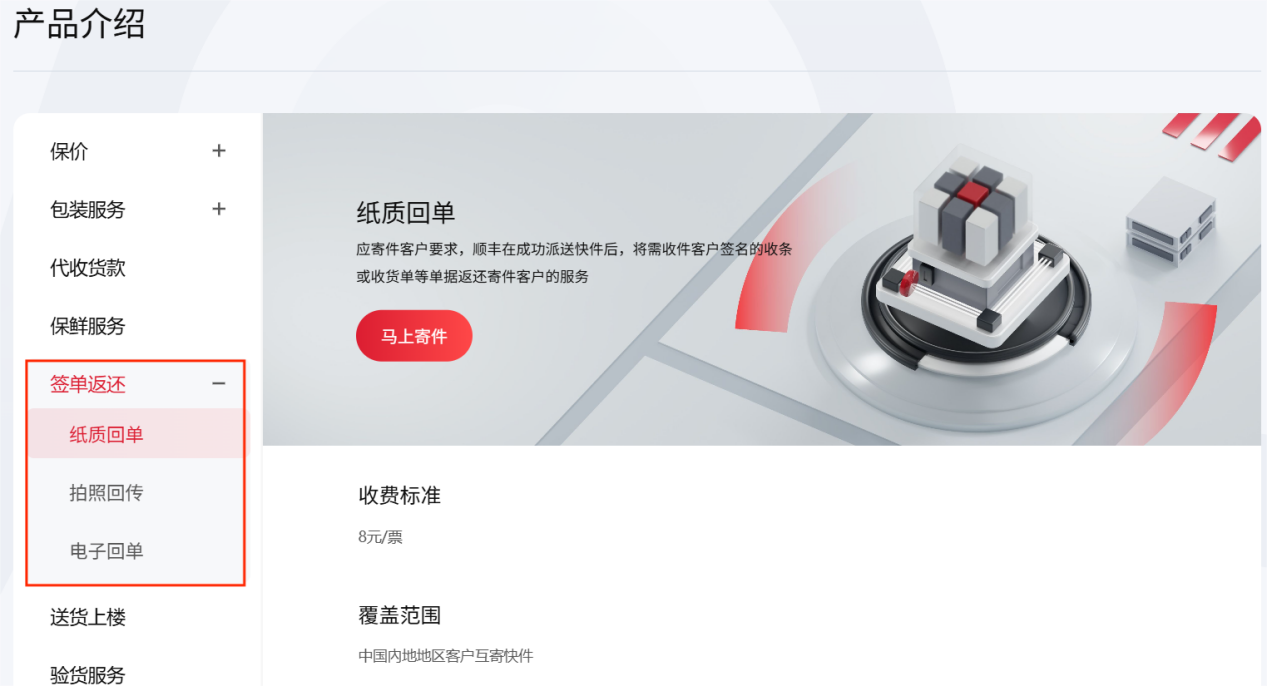 产品介绍
保价
包装服务
代收货款
保鲜服务
签单返还
纸质回单
拍照回传
电子回单
送货上楼
验货服务
纸质回单
应寄件客户要求，顺丰在成功派送快件后，将需收件客户签名的收条
或收货单等单据返还寄件客户的服务
马上寄件
收费标准
8元/票
覆盖范围
中国内地地区客户互寄快件